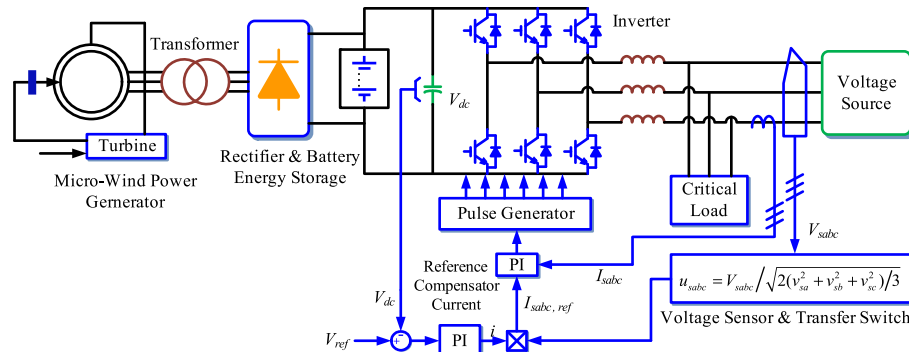 Inverter
Transformer
Voltage
Source
V_dc
Turbine
Rectifier & Battery
Energy Storage
Micro-Wind Power
Gernerator
Critical
Load
Pulse Generator
V_sabc
PI
I_sabc
Reference
Compensator
Current
u_sabc = V_sabc / √2(v_sa^2 + v_sb^2 + v_sc^2)/3
V_dc
I_sabc, ref
Voltage Sensor & Transfer Switch
V_ref
+
-
PI
i